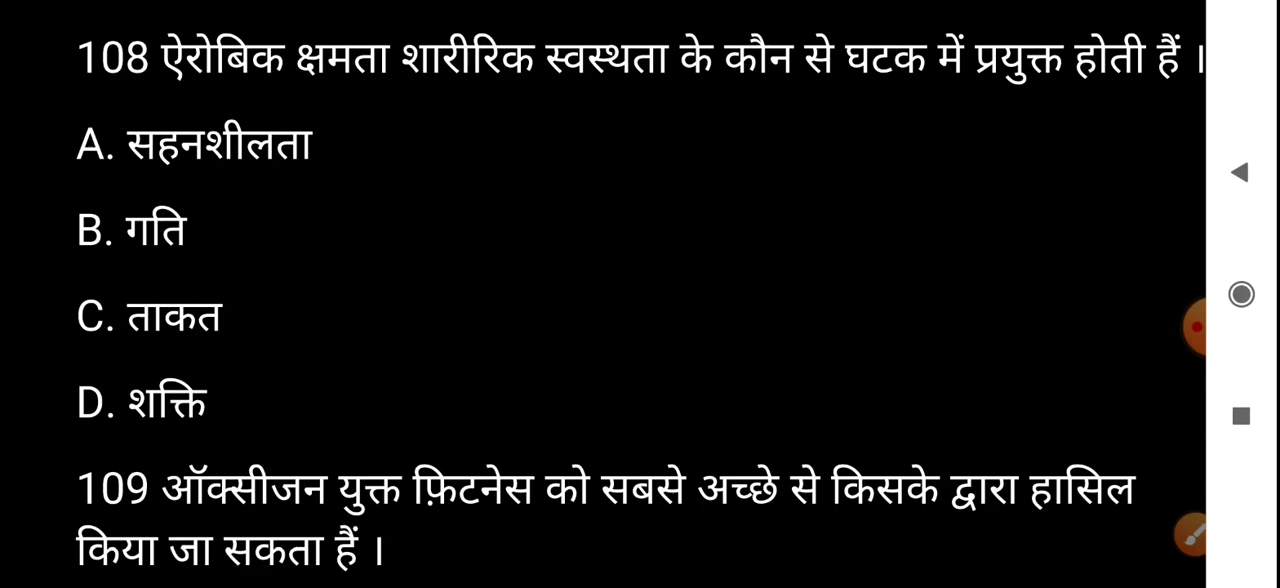 108 ऐरोबिक क्षमता शारीरिक स्वस्थता के कौन से घटक में प्रयुक्त होती हैं ।
A. सहनशीलता
B. गति
C. ताकत
D. शक्ति
109 ऑक्सीजन युक्त फ़िटनेस को सबसे अच्छे से किसके द्वारा हासिल
किया जा सकता हैं ।